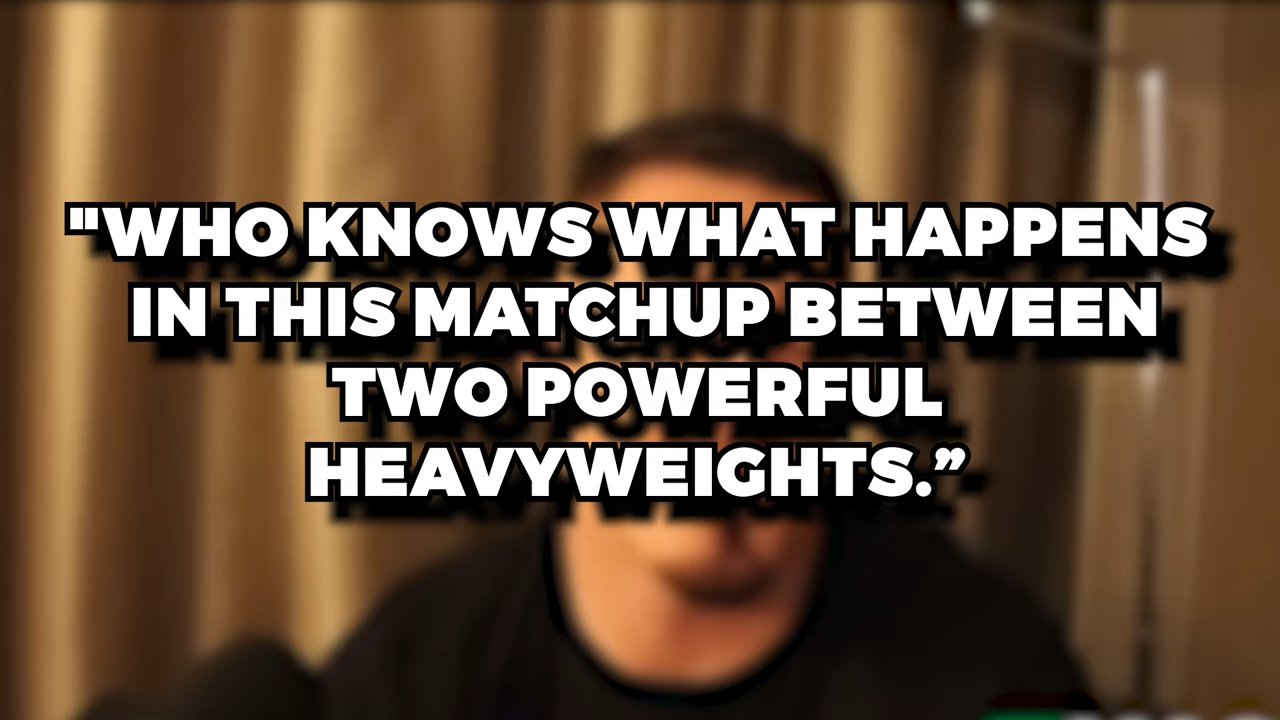 "WHO KNOWS WHAT HAPPENS
IN THIS MATCHUP BETWEEN
TWO POWERFUL
HEAVYWEIGHTS.”